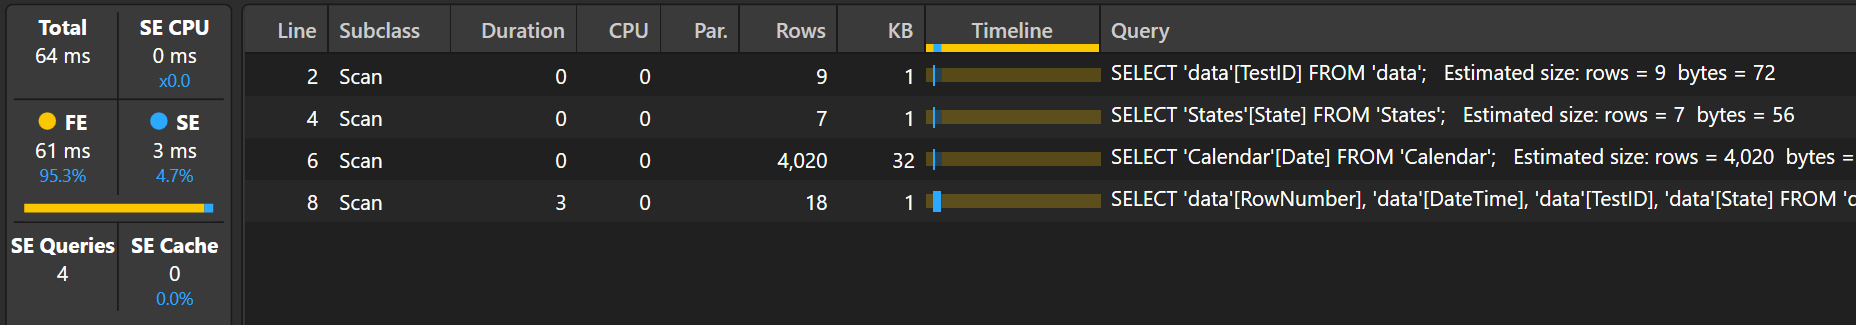 Total SE CPU
64 ms 0 ms
x0.0
FE SE
61 ms 3 ms
95.3% 4.7%
SE Queries SE Cache
4 0
0.0%
Line Subclass Duration CPU Par. Rows KB Timeline Query
2 Scan 0 0 9 1 SELECT 'data'[TestID] FROM 'data'; Estimated size: rows = 9 bytes = 72
4 Scan 0 0 7 1 SELECT 'States'[State] FROM 'States'; Estimated size: rows = 7 bytes = 56
6 Scan 0 0 4,020 32 SELECT 'Calendar'[Date] FROM 'Calendar'; Estimated size: rows = 4,020 bytes =
8 Scan 3 0 18 1 SELECT 'data'[RowNumber], 'data'[DateTime], 'data'[TestID], 'data'[State] FROM 'd